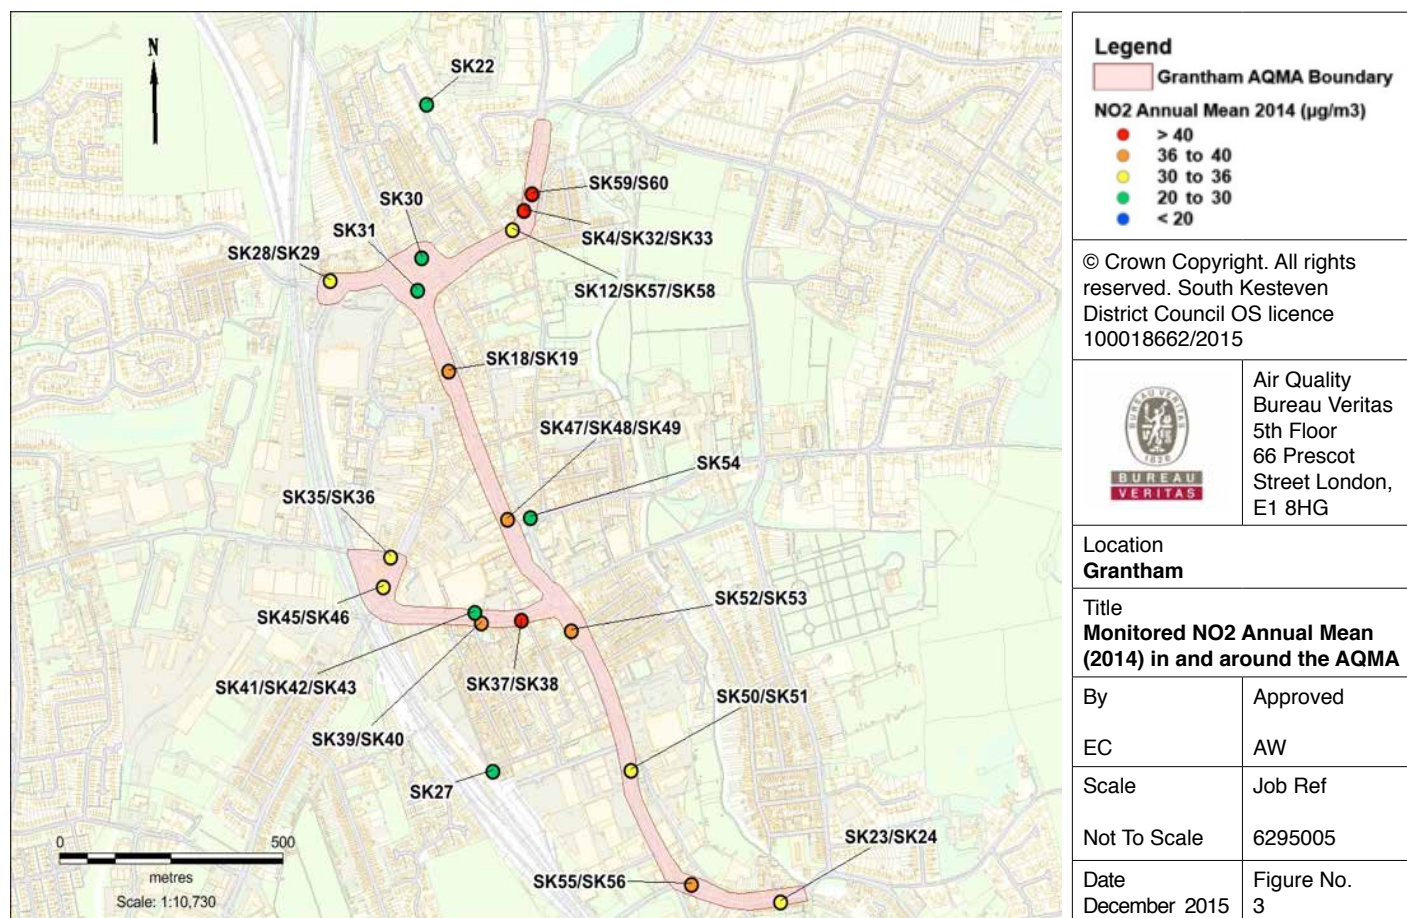 N
SK22
SK59/S60
SK30
SK31
SK4/SK32/SK33
SK28/SK29
SK12/SK57/SK58
SK18/SK19
SK47/SK48/SK49
SK54
SK35/SK36
SK45/SK46
SK52/SK53
SK41/SK42/SK43
SK37/SK38
SK50/SK51
SK39/SK40
SK27
SK23/SK24
SK55/SK56
0 500
metres
Scale: 1:10,730
Legend
Grantham AQMA Boundary
NO2 Annual Mean 2014 (µg/m3)
> 40
36 to 40
30 to 36
20 to 30
< 20
© Crown Copyright. All rights
reserved. South Kesteven
District Council OS licence
100018662/2015
BUREAU VERITAS
1828
BUREAU
VERITAS
Air Quality
Bureau Veritas
5th Floor
66 Prescot
Street London,
E1 8HG
Location
Grantham
Title
Monitored NO2 Annual Mean
(2014) in and around the AQMA
By Approved
EC AW
Scale Job Ref
Not To Scale 6295005
Date Figure No.
December 2015 3